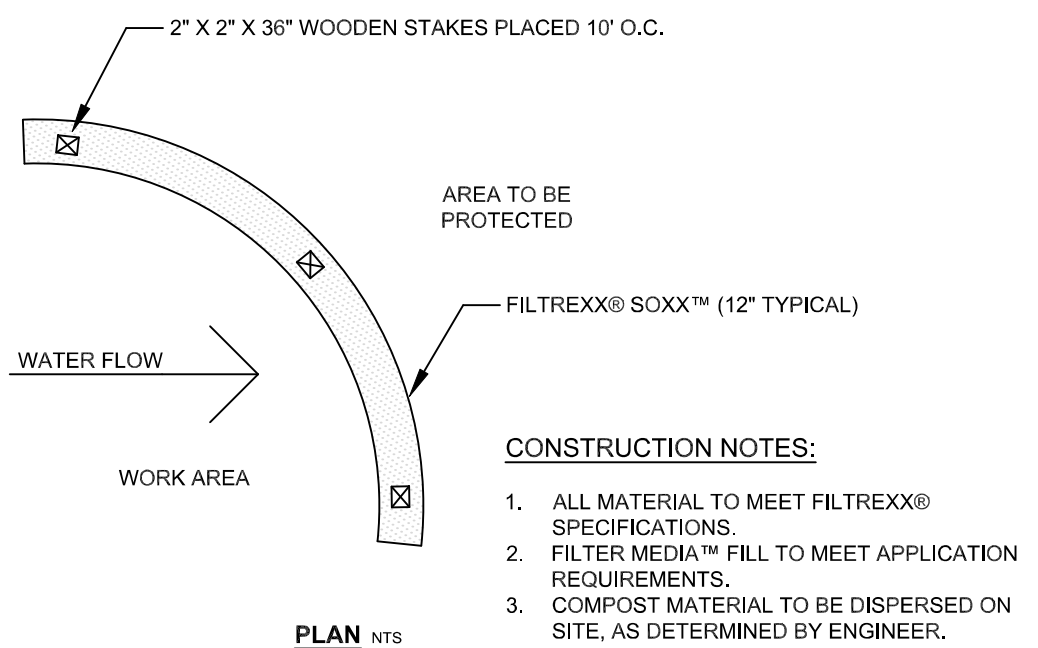 2" X 2" X 36" WOODEN STAKES PLACED 10' O.C.
AREA TO BE
PROTECTED
FILTREXX® SOXX™ (12" TYPICAL)
WATER FLOW
WORK AREA
CONSTRUCTION NOTES:
1. ALL MATERIAL TO MEET FILTREXX®
SPECIFICATIONS.
2. FILTER MEDIA™ FILL TO MEET APPLICATION
REQUIREMENTS.
3. COMPOST MATERIAL TO BE DISPERSED ON
SITE, AS DETERMINED BY ENGINEER.
PLAN NTS